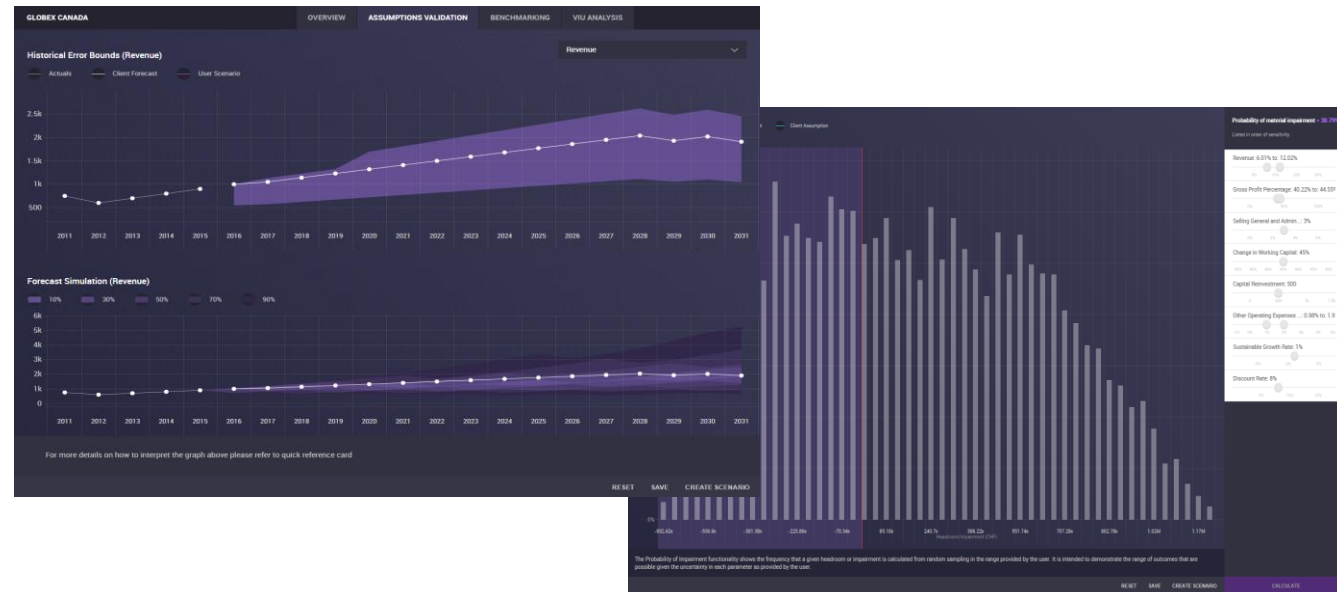 GLOBEX CANADA
OVERVIEW ASSUMPTIONS VALIDATION BENCHMARKING VIU ANALYSIS
Historical Error Bounds (Revenue)
Revenue
Actuals Client Forecast User Scenario
2.5k
2k
1.5k
1k
500
2011 2012 2013 2014 2015 2016 2017 2018 2019 2020 2021 2022 2023 2024 2025 2026 2027 2028 2029 2030 2031
Forecast Simulation (Revenue)
10% 30% 50% 70% 90%
6k
5k
4k
3k
2k
1k
0
2011 2012 2013 2014 2015 2016 2017 2018 2019 2020 2021 2022 2023 2024 2025 2026 2027 2028 2029 2030 2031
For more details on how to interpret the graph above please refer to quick reference card
RESET SAVE CREATE SCENARIO
Client Assumption
0%
1.02M 1.17M
Headroom/Impairment (CHF)
The Probability of Impairment functionality shows the frequency that a given headroom or impairment is calculated from random sampling in the range provided by the user. It is intended to demonstrate the range of outcomes that are
possible given the uncertainty in each parameter as provided by the user.
RESET SAVE CREATE SCENARIO
Probability of material impairment
Listed in order of sensitivity
Revenue: 6.01% to: 12.02%
Gross Profit Percentage: 40.22% to: 44.55%
Selling General and Admin...: 3%
Change in Working Capital: 45%
Capital Reinvestment: 500
Other Operating Expenses ...: 0.98% to: 1.9
Sustainable Growth Rate: 1%
Discount Rate: 8%
CALCULATE